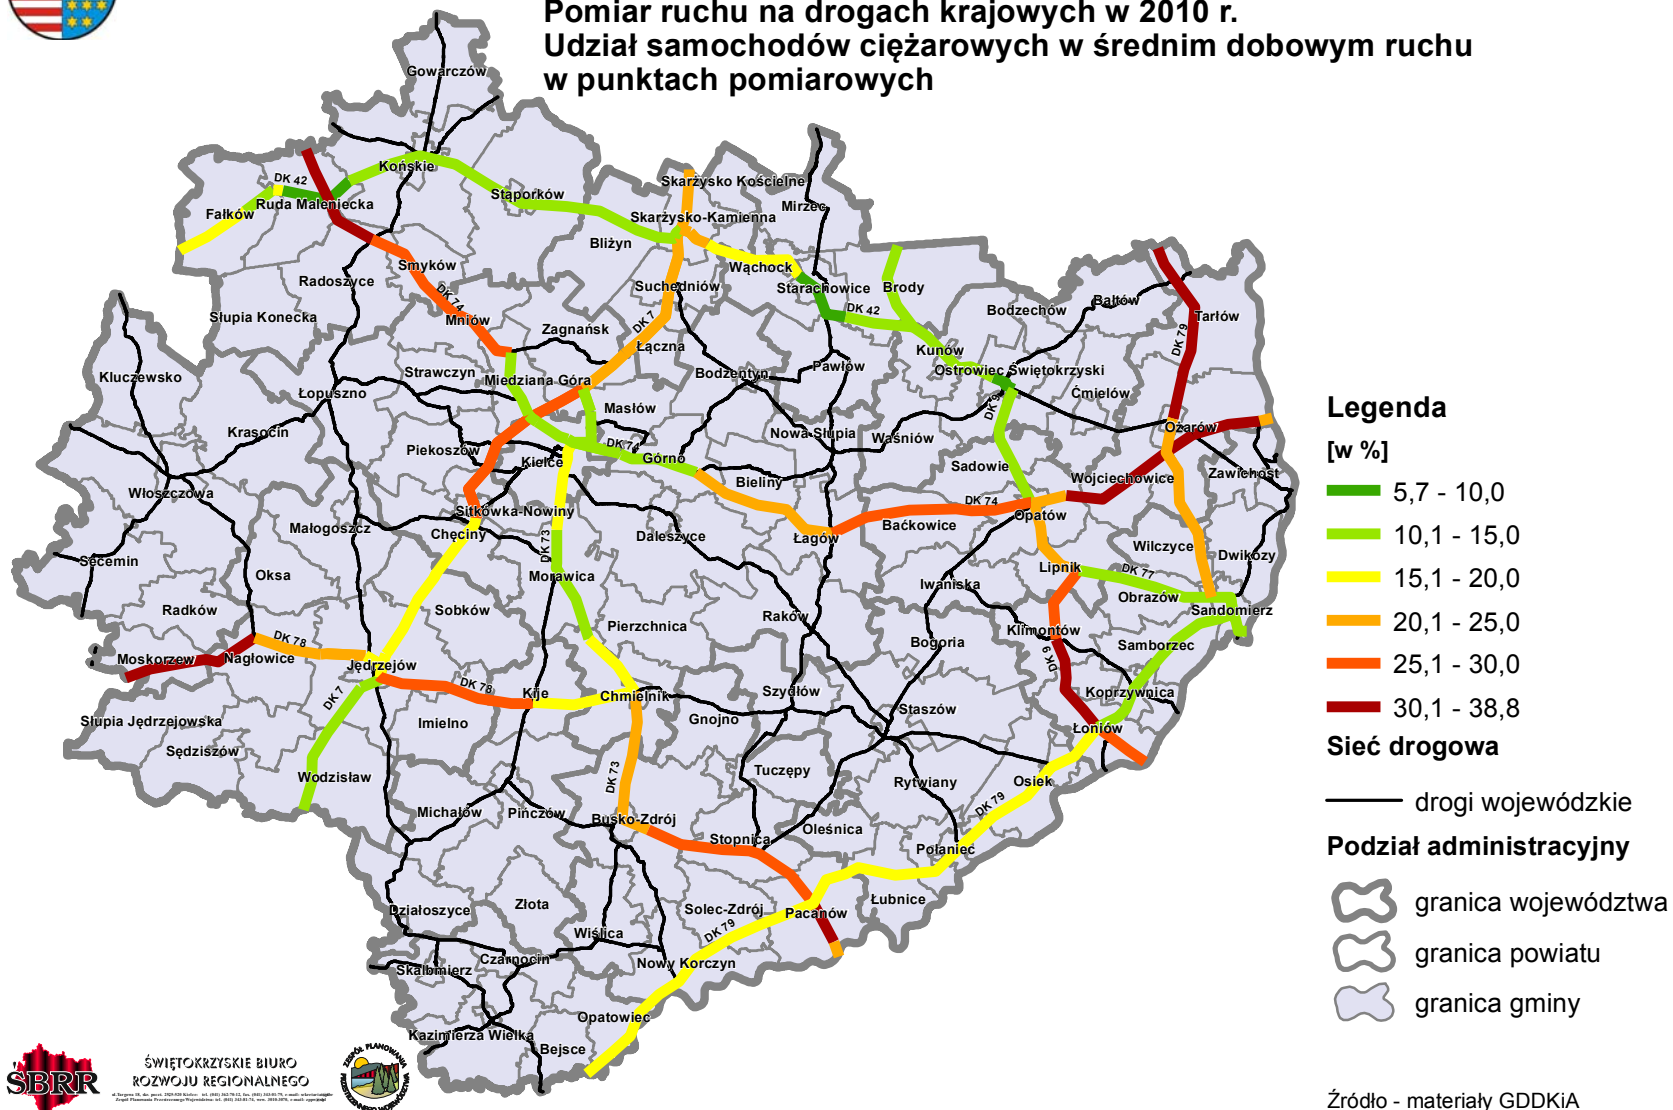 Pomiar ruchu na drogach krajowych w 2010 r.
Udział samochodów ciężarowych w średnim dobowym ruchu
w punktach pomiarowych
Gowarczów
Końskie
DK 42
Ruda Maleniecka
Fałków
Stąporków
Skarżysko Kościelne
Skarżysko-Kamienna
Mirzec
Bliżyn
Smyków
Radoszyce
DK 74
Mniów
Słupia Konecka
Wąchock
Suchedniów
Starachowice
Brody
DK 42
Bodzechów
Bałtów
Tarłów
DK 79
Zagnańsk
DK 7
Łączna
Kunów
Ostrowiec Świętokrzyski
Pawłów
Bodzentyn
Strawczyn
Miedziana Góra
Kluczewsko
Łopuszno
Masłów
DK 9
Ćmielów
Ożarów
Krasocin
Piekoszów
Kielce
DK 74
Górno
Nowa Słupia
Waśniów
Sadowie
Wojciechowice
Zawichost
Bieliny
Włoszczowa
Małogoszcz
Sitkówka-Nowiny
Chęciny
DK 73
Daleszyce
Łagów
Baćkowice
DK 74
Opatów
Wilczyce
Dwikozy
Secemin
Oksa
Morawica
Lipnik
DK 77
Iwaniska
Obrazów
Sandomierz
Radków
Sobków
Pierzchnica
Raków
Bogoria
Klimontów
DK 9
Samborzec
Moskorzew
Nagłowice
DK 78
Jędrzejów
DK 78
Kije
Chmielnik
Szydłów
Koprzywnica
Słupia Jędrzejowska
DK 7
Imielno
Gnojno
Staszów
Łoniów
Sędziszów
Wodzisław
DK 73
Tuczępy
Rytwiany
Osiek
DK 79
Michałów
Pińczów
Busko-Zdrój
Stopnica
Oleśnica
Połaniec
Działoszyce
Złota
Solec-Zdrój
Pacanów
Łubnice
DK 79
Wiślica
Skalbmierz
Czarnocin
Nowy Korczyn
Opatowiec
Kazimierza Wielka
Bejsce
Legenda
[w %]
5,7 - 10,0
10,1 - 15,0
15,1 - 20,0
20,1 - 25,0
25,1 - 30,0
30,1 - 38,8
Sieć drogowa
drogi wojewódzkie
Podział administracyjny
granica województwa
granica powiatu
granica gminy
Źródło - materiały GDDKiA
ŚBRR
ŚWIĘTOKRZYSKIE BIURO
ROZWOJU REGIONALNEGO
ZESPÓŁ PLANOWANIA
PRZESTRZENNEGO WOJEWÓDZTWA